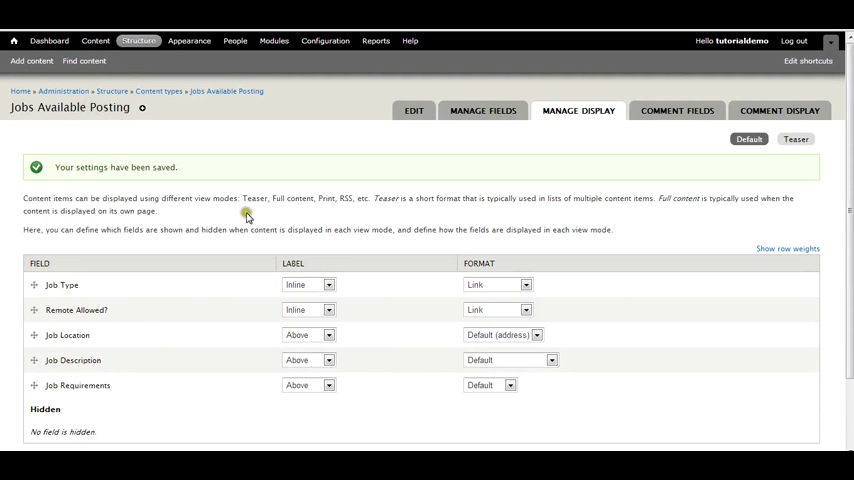 Dashboard Content Structure Appearance People Modules Configuration Reports Help Hello tutorialdemo Log out
Add content Find content Edit shortcuts
Home » Administration » Structure » Content types » Jobs Available Posting
Jobs Available Posting
EDIT MANAGE FIELDS MANAGE DISPLAY COMMENT FIELDS COMMENT DISPLAY
Default Teaser
Your settings have been saved.
Content items can be displayed using different view modes: Teaser, Full content, Print, RSS, etc. Teaser is a short format that is typically used in lists of multiple content items. Full content is typically used when the
content is displayed on its own page.
Here, you can define which fields are shown and hidden when content is displayed in each view mode, and define how the fields are displayed in each view mode.
Show row weights
FIELD LABEL FORMAT
Job Type Inline Link
Remote Allowed? Inline Link
Job Location Above Default (address)
Job Description Above Default
Job Requirements Above Default
Hidden
No field is hidden.